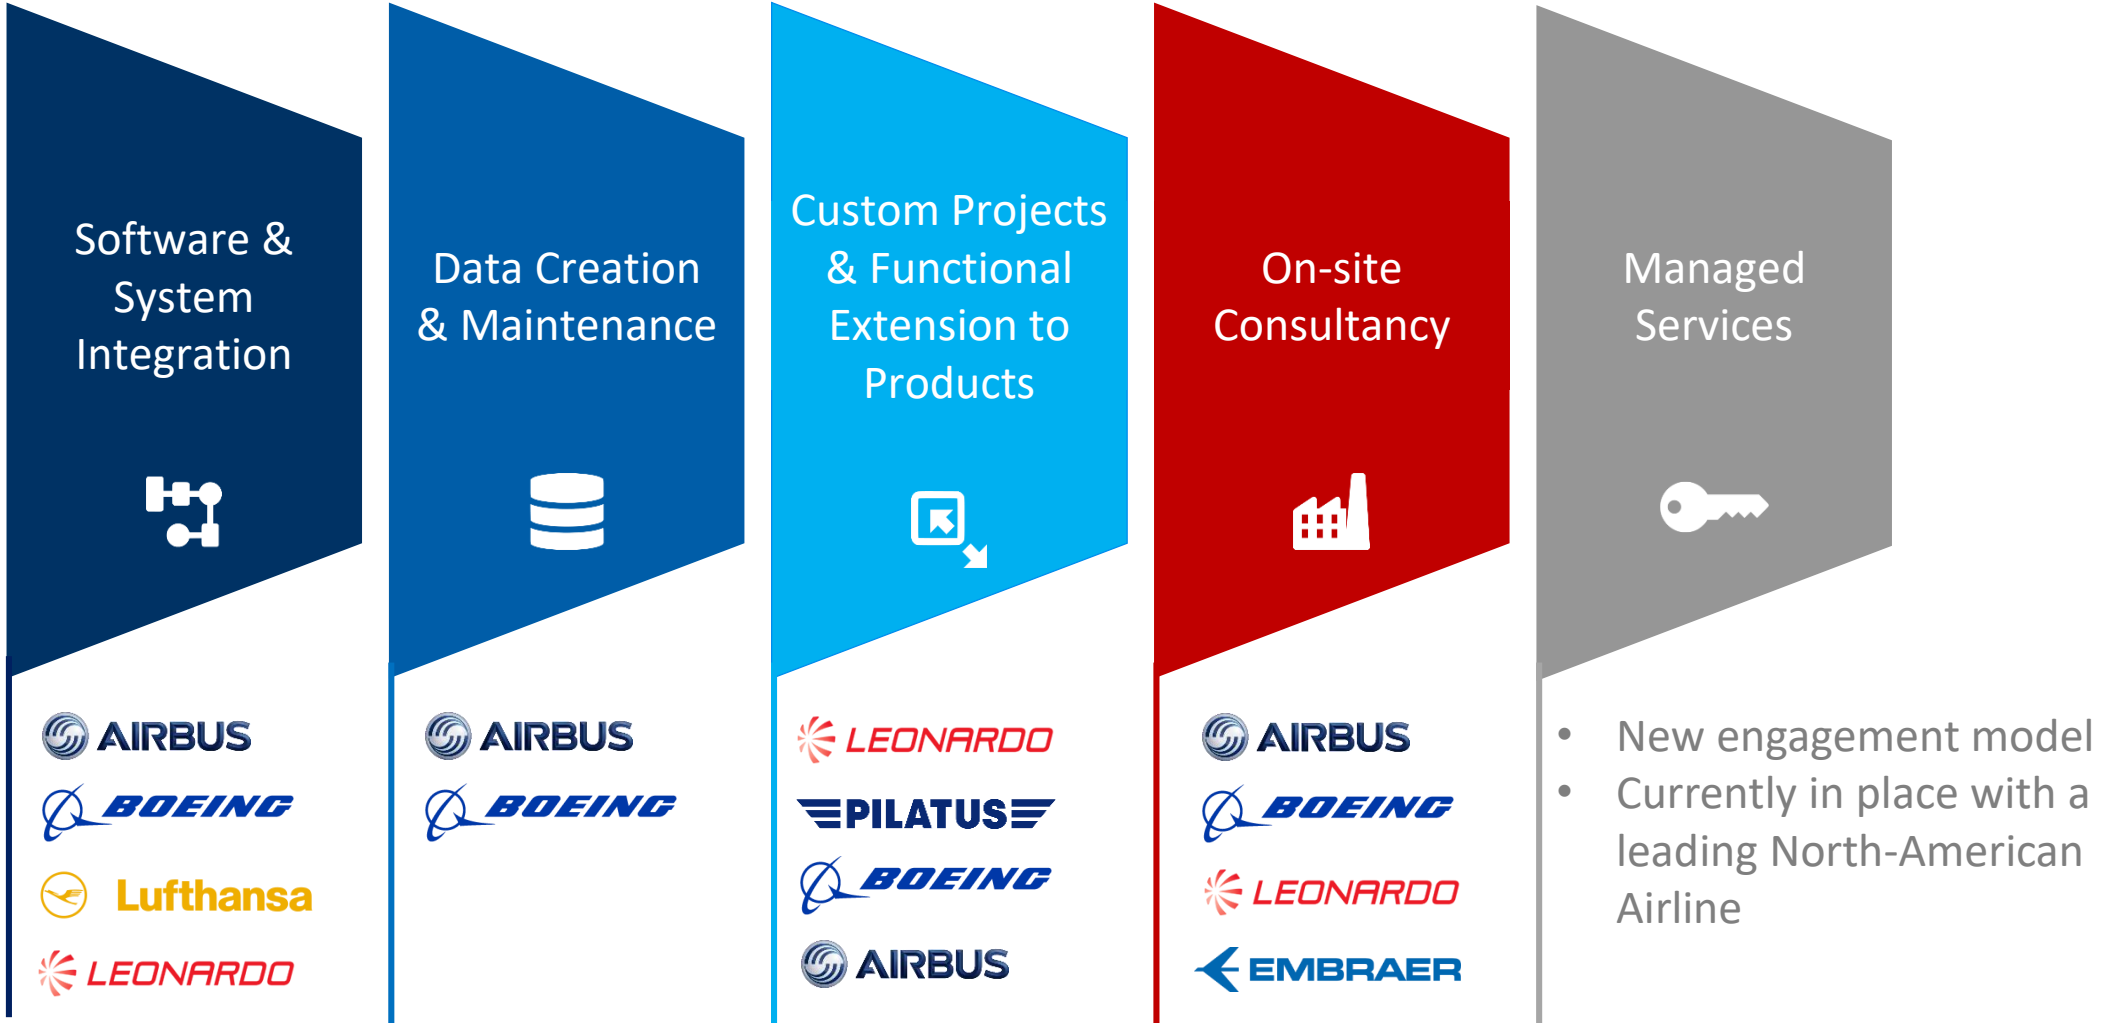 Software &
System
Integration
AIRBUS
BOEING
Lufthansa
LEONARDO
Data Creation
& Maintenance
AIRBUS
BOEING
Custom Projects
& Functional
Extension to
Products
LEONARDO
PILATUS
BOEING
AIRBUS
On-site
Consultancy
AIRBUS
BOEING
LEONARDO
EMBRAER
Managed
Services
• New engagement model
• Currently in place with a
leading North-American
Airline